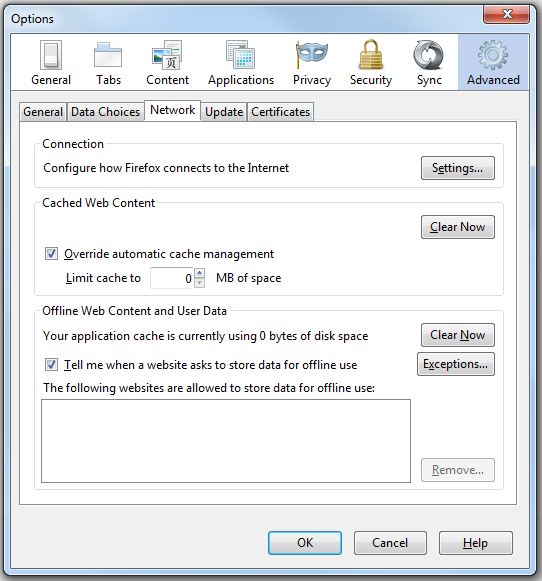 Options
General
Tabs
Content
Applications
Privacy
Security
Sync
Advanced
General
Data Choices
Network
Update
Certificates
Connection
Configure how Firefox connects to the Internet
Settings...
Cached Web Content
Clear Now
Override automatic cache management
Limit cache to 0 MB of space
Offline Web Content and User Data
Your application cache is currently using 0 bytes of disk space
Clear Now
Tell me when a website asks to store data for offline use
Exceptions...
The following websites are allowed to store data for offline use:
Remove...
OK
Cancel
Help